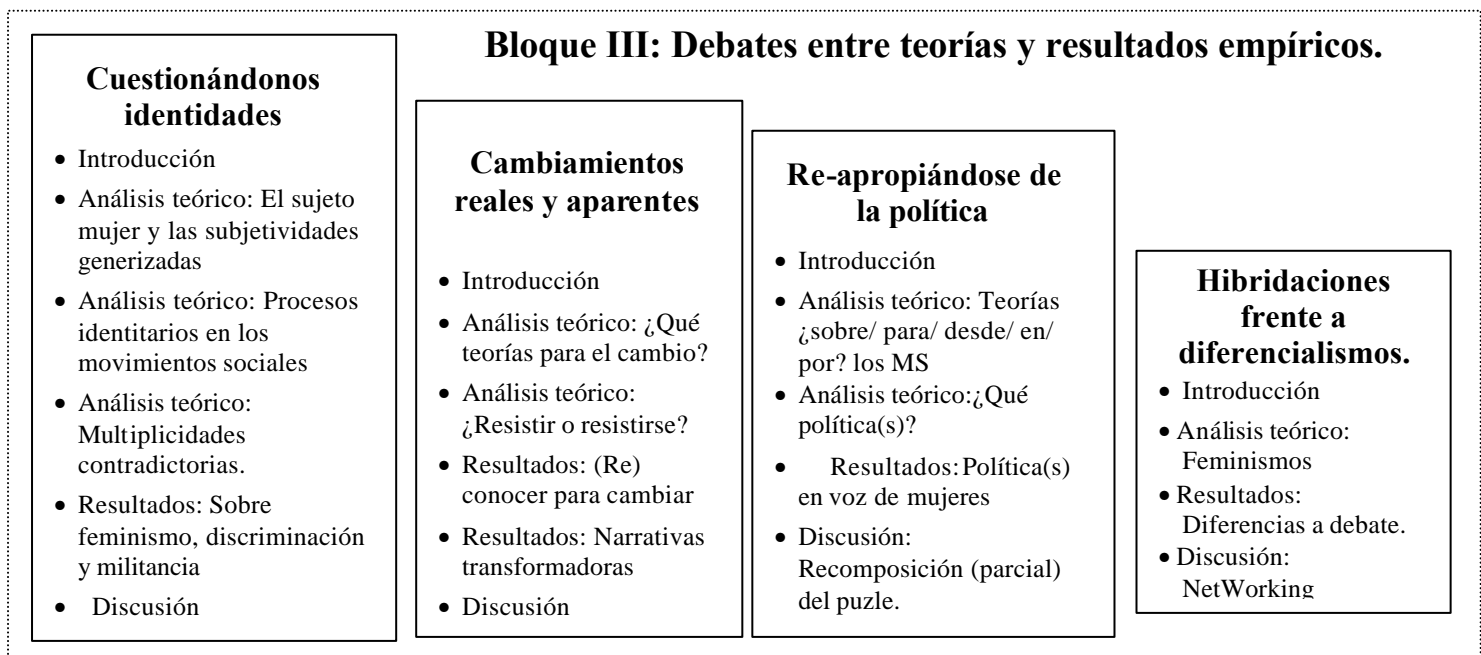 Bloque III: Debates entre teorías y resultados empíricos.
Cuestionándonos
identidades
• Introducción
• Análisis teórico: El sujeto
mujer y las subjetividades
generizadas
• Análisis teórico: Procesos
identitarios en los
movimientos sociales
• Análisis teórico:
Multiplicidades
contradictorias.
• Resultados: Sobre
feminismo, discriminación
y militancia
• Discusión
Cambiamientos
reales y aparentes
• Introducción
• Análisis teórico: ¿Qué
teorías para el cambio?
• Análisis teórico:
¿Resistir o resistirse?
• Resultados: (Re)
conocer para cambiar
• Resultados: Narrativas
transformadoras
• Discusión
Re-apropiándose de
la política
• Introducción
• Análisis teórico: Teorías
¿sobre/ para/ desde/ en/
por? los MS
• Análisis teórico:¿Qué
política(s)?
• Resultados: Política(s)
en voz de mujeres
• Discusión:
Recomposición (parcial)
del puzle.
Hibridaciones
frente a
diferencialismos.
• Introducción
• Análisis teórico:
Feminismos
• Resultados:
Diferencias a debate.
• Discusión:
NetWorking